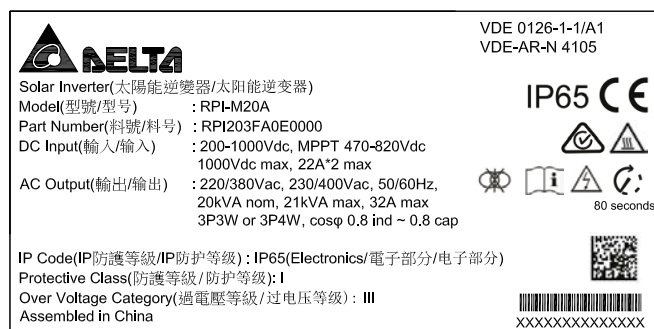 DELTA
VDE 0126-1-1/A1
VDE-AR-N 4105
Solar Inverter(太陽能逆變器/太阳能逆变器)
Model(型號/型号) : RPI-M20A
Part Number(料號/料号) : RPI203FA0E0000
DC Input(輸入/输入) : 200-1000Vdc, MPPT 470-820Vdc
1000Vdc max, 22A*2 max
AC Output(輸出/输出) : 220/380Vac, 230/400Vac, 50/60Hz,
20kVA nom, 21kVA max, 32A max
3P3W or 3P4W, cosφ 0.8 ind ~ 0.8 cap
IP65 CE
80 seconds
IP Code(IP防護等級/IP防护等级) : IP65(Electronics/電子部分/电子部分)
Protective Class(防護等級/防护等级): I
Over Voltage Category(過電壓等級/过电压等级) : III
Assembled in China
XXXXXXXXXXXXXX